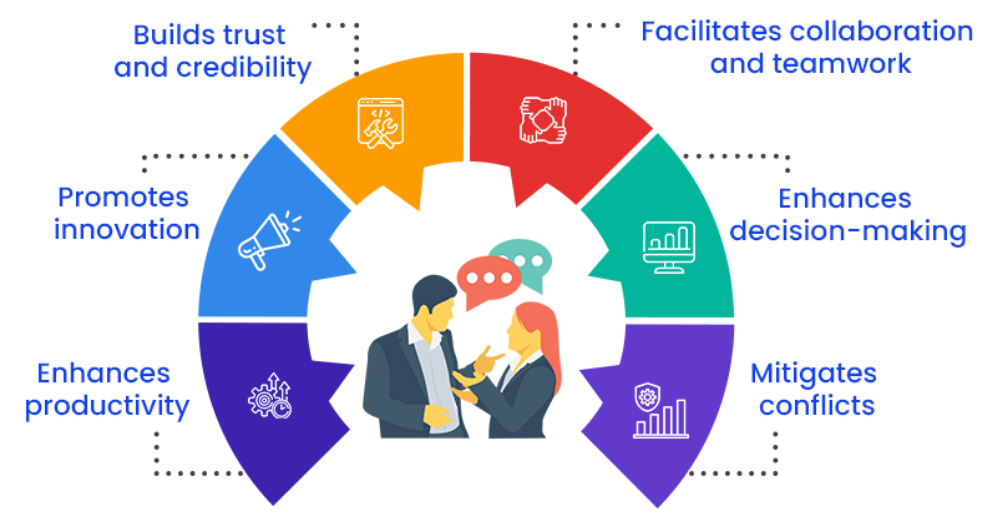 Builds trust
and credibility
Facilitates collaboration
and teamwork
Promotes
innovation
Enhances
decision-making
Enhances
productivity
Mitigates
conflicts